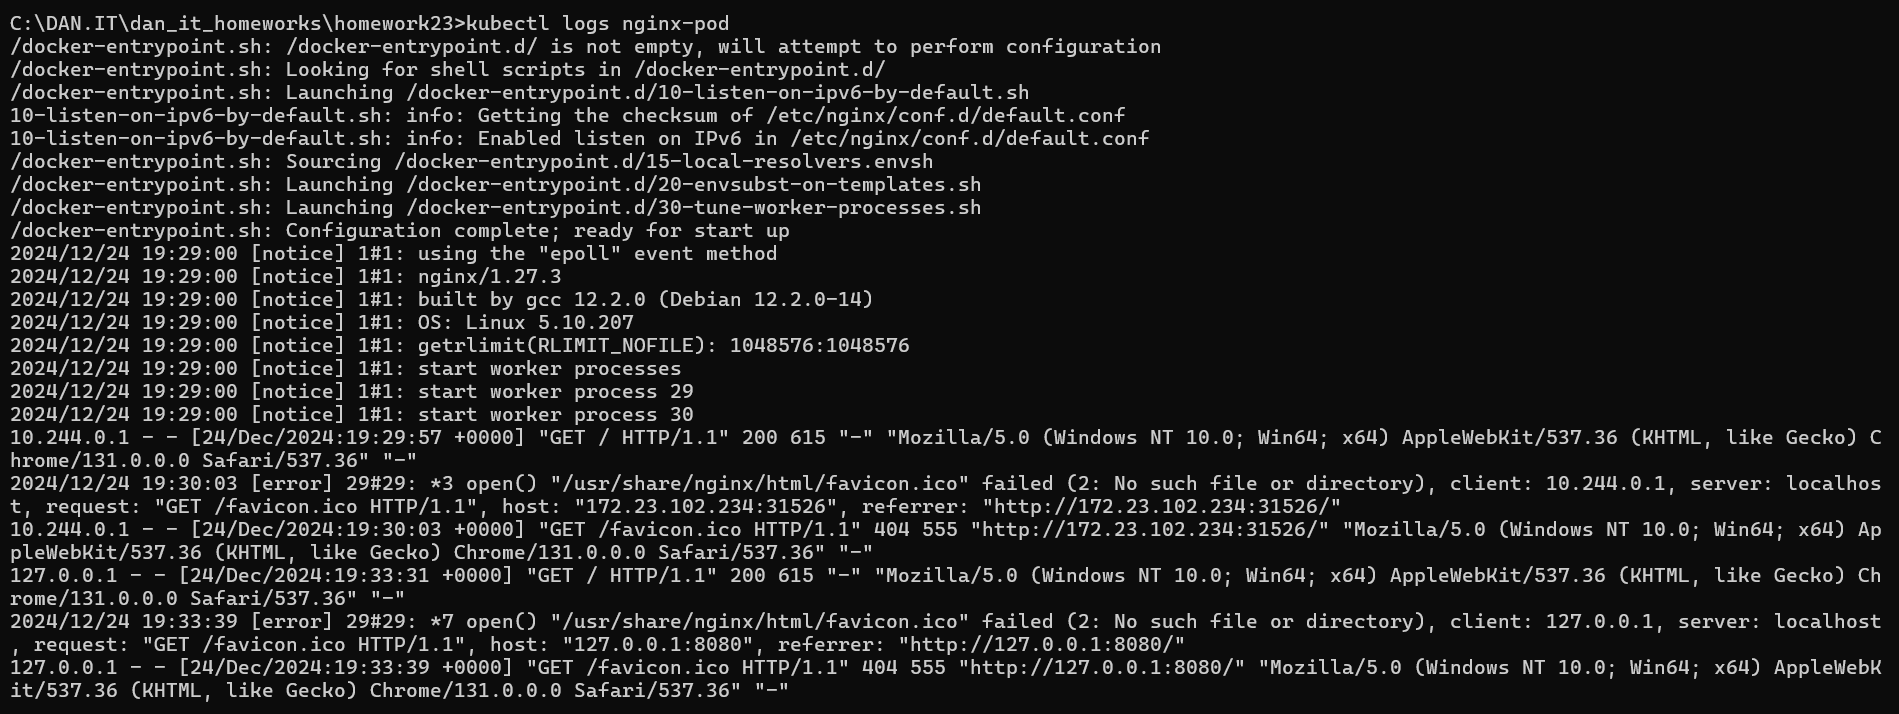 C:\DAN.IT\dan_it_homeworks\homework23>kubectl logs nginx-pod
/docker-entrypoint.sh: /docker-entrypoint.d/ is not empty, will attempt to perform configuration
/docker-entrypoint.sh: Looking for shell scripts in /docker-entrypoint.d/
/docker-entrypoint.sh: Launching /docker-entrypoint.d/10-listen-on-ipv6-by-default.sh
10-listen-on-ipv6-by-default.sh: info: Getting the checksum of /etc/nginx/conf.d/default.conf
10-listen-on-ipv6-by-default.sh: info: Enabled listen on IPv6 in /etc/nginx/conf.d/default.conf
/docker-entrypoint.sh: Sourcing /docker-entrypoint.d/15-local-resolvers.envsh
/docker-entrypoint.sh: Launching /docker-entrypoint.d/20-envsubst-on-templates.sh
/docker-entrypoint.sh: Launching /docker-entrypoint.d/30-tune-worker-processes.sh
/docker-entrypoint.sh: Configuration complete; ready for start up
2024/12/24 19:29:00 [notice] 1#1: using the "epoll" event method
2024/12/24 19:29:00 [notice] 1#1: nginx/1.27.3
2024/12/24 19:29:00 [notice] 1#1: built by gcc 12.2.0 (Debian 12.2.0-14)
2024/12/24 19:29:00 [notice] 1#1: OS: Linux 5.10.207
2024/12/24 19:29:00 [notice] 1#1: getrlimit(RLIMIT_NOFILE): 1048576:1048576
2024/12/24 19:29:00 [notice] 1#1: start worker processes
2024/12/24 19:29:00 [notice] 1#1: start worker process 29
2024/12/24 19:29:00 [notice] 1#1: start worker process 30
10.244.0.1 - - [24/Dec/2024:19:29:57 +0000] "GET / HTTP/1.1" 200 615 "-" "Mozilla/5.0 (Windows NT 10.0; Win64; x64) AppleWebKit/537.36 (KHTML, like Gecko) C
hrome/131.0.0.0 Safari/537.36" "-"
2024/12/24 19:30:03 [error] 29#29: *3 open() "/usr/share/nginx/html/favicon.ico" failed (2: No such file or directory), client: 10.244.0.1, server: localhos
t, request: "GET /favicon.ico HTTP/1.1", host: "172.23.102.234:31526", referrer: "http://172.23.102.234:31526/"
10.244.0.1 - - [24/Dec/2024:19:30:03 +0000] "GET /favicon.ico HTTP/1.1" 404 555 "http://172.23.102.234:31526/" "Mozilla/5.0 (Windows NT 10.0; Win64; x64) Ap
pleWebKit/537.36 (KHTML, like Gecko) Chrome/131.0.0.0 Safari/537.36" "-"
127.0.0.1 - - [24/Dec/2024:19:33:31 +0000] "GET / HTTP/1.1" 200 615 "-" "Mozilla/5.0 (Windows NT 10.0; Win64; x64) AppleWebKit/537.36 (KHTML, like Gecko) Ch
rome/131.0.0.0 Safari/537.36" "-"
2024/12/24 19:33:39 [error] 29#29: *7 open() "/usr/share/nginx/html/favicon.ico" failed (2: No such file or directory), client: 127.0.0.1, server: localhost
, request: "GET /favicon.ico HTTP/1.1", host: "127.0.0.1:8080", referrer: "http://127.0.0.1:8080/"
127.0.0.1 - - [24/Dec/2024:19:33:39 +0000] "GET /favicon.ico HTTP/1.1" 404 555 "http://127.0.0.1:8080/" "Mozilla/5.0 (Windows NT 10.0; Win64; x64) AppleWebK
it/537.36 (KHTML, like Gecko) Chrome/131.0.0.0 Safari/537.36" "-"